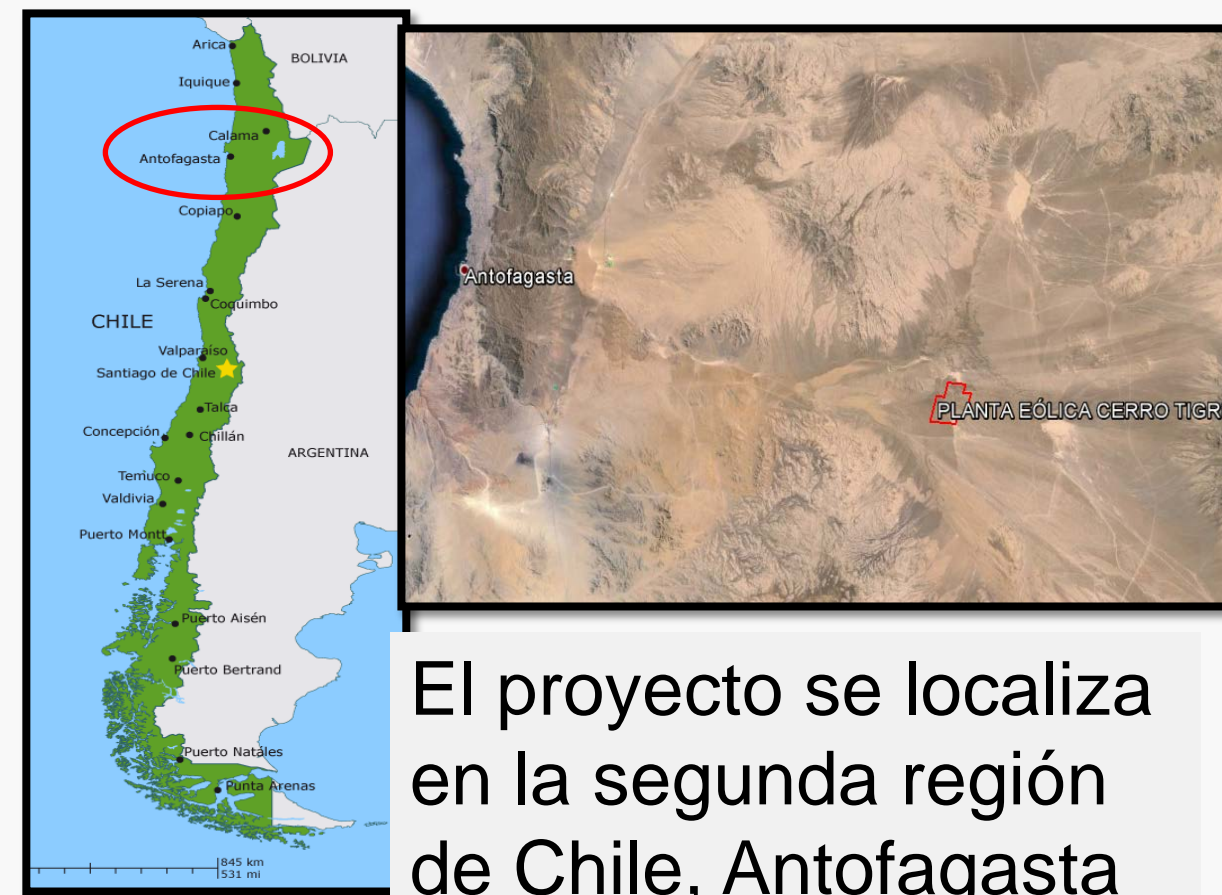 Arica
BOLIVIA
Iquique
Calama
Antofagasta
Copiapo
La Serena
Coquimbo
CHILE
Valparaíso
Santiago de Chile
Talca
Concepción
Chillán
ARGENTINA
Temuco
Valdivia
Puerto Montt
Puerto Aisén
Puerto Bertrand
Puerto Natáles
Punta Arenas
845 km
531 mi
Antofagasta
PLANTA EÓLICA CERRO TIGR
El proyecto se localiza
en la segunda región
de Chile, Antofagasta